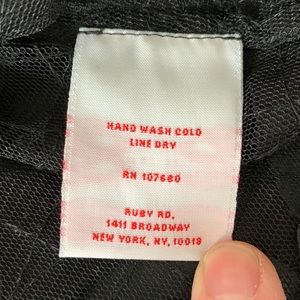 HAND WASH COLD
LINE DRY
RN 107680
RUBY RD,
1411 BROADWAY
NEW YORK, NY, 10018